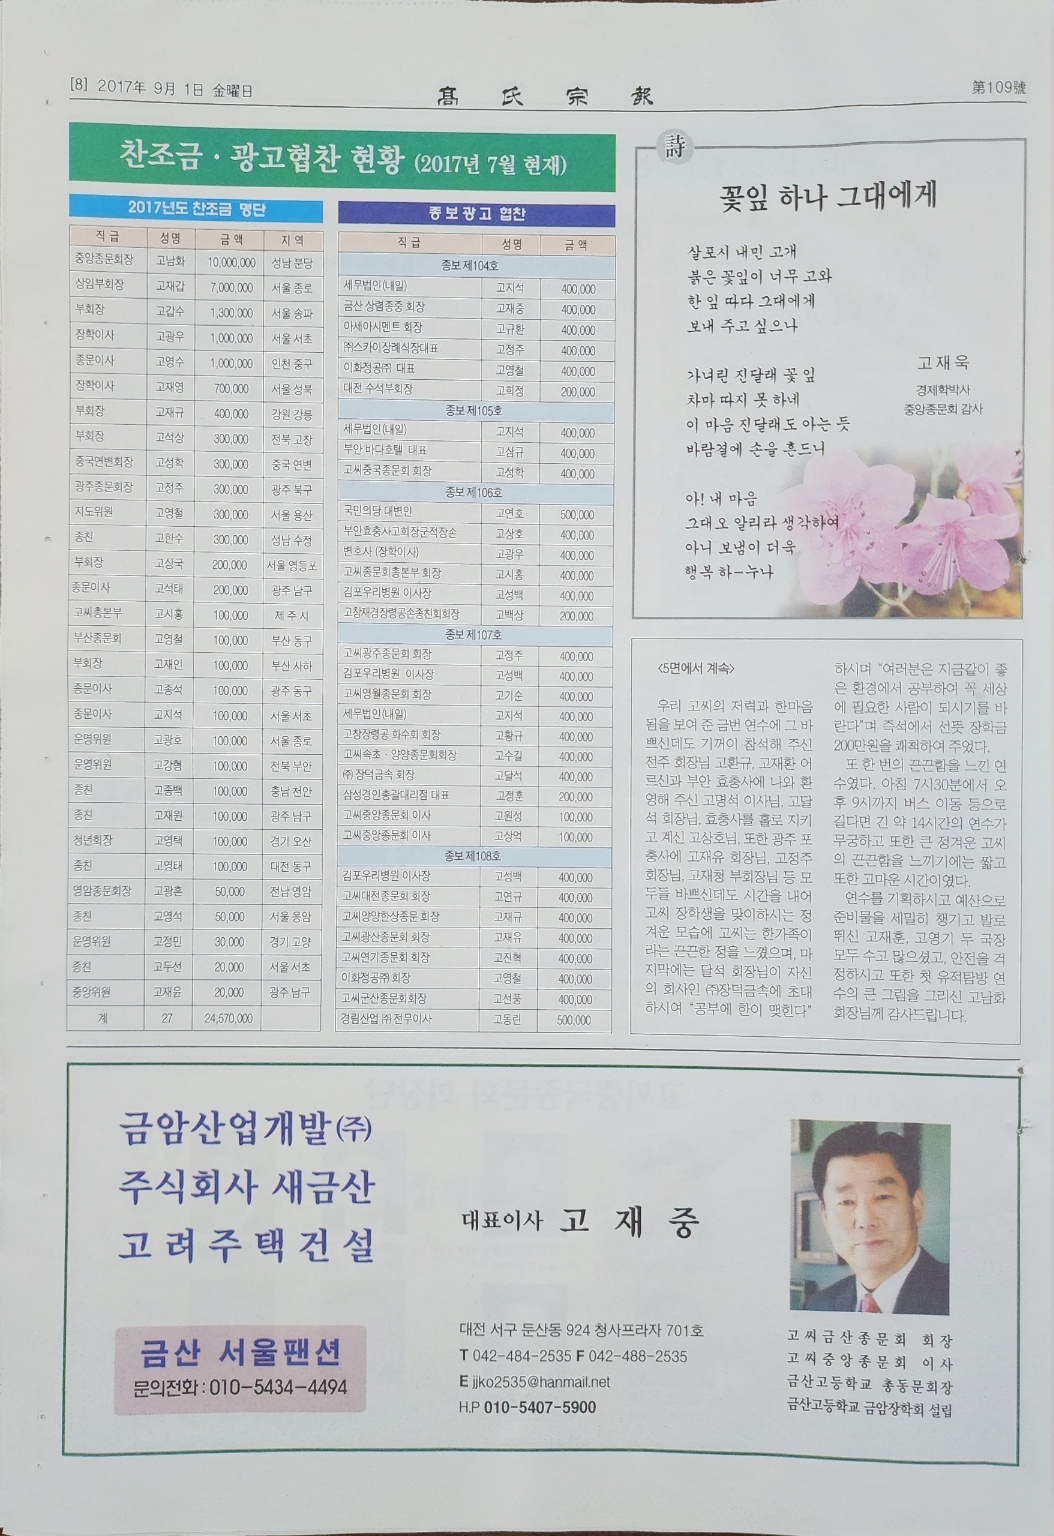 [8] 2017年 9月 1日 金曜日
髙氏宗報
第109號
찬조금·광고협찬 현황 (2017년 7월 현재)
2017년도 찬조금 명단
직급 성명 금액 지역
중앙종문회장 고남화 10,000,000 성남 분당
상임부회장 고재갑 7,000,000 서울 종로
부회장 고갑수 1,300,000 서울 송파
장학이사 고광우 1,000,000 서울 서초
종문이사 고영수 1,000,000 인천 중구
장학이사 고재영 700,000 서울 성북
부회장 고재규 400,000 강원 강릉
부회장 고석상 300,000 전북 고창
중국연변회장 고성학 300,000 중국 연변
광주종문회장 고정주 300,000 광주 북구
지도위원 고영철 300,000 서울 용산
종친 고한수 300,000 성남 수정
부회장 고상국 200,000 서울 영등포
종문이사 고석태 200,000 광주 남구
고씨총본부 고시홍 100,000 제주시
부산종문회 고영철 100,000 부산 동구
부회장 고재인 100,000 부산 사하
종문이사 고종석 100,000 광주 동구
종문이사 고지석 100,000 서울 서초
운영위원 고광호 100,000 서울 종로
운영위원 고강형 100,000 전북 부안
종친 고종백 100,000 충남 천안
종친 고재원 100,000 광주 남구
청년회장 고영택 100,000 경기 오산
종친 고영태 100,000 대전 동구
영암종문회장 고광흔 50,000 전남 영암
종친 고영석 50,000 서울 응암
운영위원 고정민 30,000 경기 고양
종친 고두선 20,000 서울 서초
중앙위원 고재윤 20,000 광주 남구
계 27 24,570,000
종보광고 협찬
직급 성명 금액
종보 제104호
세무법인(내일) 고지석 400,000
금산 상렴종중 회장 고재중 400,000
아세아시멘트 회장 고규환 400,000
㈜스카이장례식장대표 고정주 400,000
이화정공㈜ 대표 고영철 400,000
대전 수석부회장 고희정 200,000
종보 제105호
세무법인(내일) 고지석 400,000
부안 바다호텔 대표 고삼규 400,000
고씨중국종문회 회장 고성학 400,000
종보 제106호
국민의당 대변인 고연호 500,000
부안효충사고희장군적장손 고상호 400,000
변호사 (장학이사) 고광우 400,000
고씨종문회총본부 회장 고시홍 400,000
김포우리병원 이사장 고성백 400,000
고창재경장령공손종친회회장 고백상 200,000
종보 제107호
고씨광주종문회 회장 고정주 400,000
김포우리병원 이사장 고성백 400,000
고씨영월종문회 회장 고기순 400,000
세무법인(내일) 고지석 400,000
고창장령공 화수회 회장 고황규 400,000
고씨속초·양양종문회회장 고수길 400,000
㈜장덕금속 회장 고달석 400,000
삼성경인총괄대리점 대표 고정훈 200,000
고씨중앙종문회 이사 고원성 100,000
고씨중앙종문회 이사 고상억 100,000
종보 제108호
김포우리병원 이사장 고성백 400,000
고씨대전종문회 회장 고연규 400,000
고씨양양한상종문 회장 고재규 400,000
고씨광산종문회 회장 고재유 400,000
고씨연기종문회 회장 고진혁 400,000
이화정공㈜ 회장 고영철 400,000
고씨군산종문회회장 고선풍 400,000
경림산업 ㈜ 전무이사 고동린 500,000
詩
꽃잎 하나 그대에게
살포시 내민 고개
붉은 꽃잎이 너무 고와
한 잎 따다 그대에게
보내 주고 싶으나
가녀린 진달래 꽃 잎
차마 따지 못 하네
이 마음 진달래도 아는 듯
바람결에 손을 흔드니
아! 내 마음
그대오 알리라 생각하여
아니 보냄이 더욱
행복 하-누나
고재욱
경제학박사
중앙종문회 감사
<5면에서 계속>
우리 고씨의 저력과 한마음
됨을 보여 준 금번 연수에 그 바
쁘신데도 기꺼이 참석해 주신
전주 회장님 고환규, 고재환 어
르신과 부안 효충사에 나와 환
영해 주신 고명석 이사님, 고달
석 회장님, 효충사를 홀로 지키
고 계신 고상호님, 또한 광주 포
충사에 고재유 회장님, 고정주
회장님, 고재청 부회장님 등 모
두들 바쁘신데도 시간을 내어
고씨 장학생을 맞이하시는 정
겨운 모습에 고씨는 한가족이
라는 끈끈한 정을 느꼈으며, 마
지막에는 달석 회장님이 자신
의 회사인 ㈜장덕금속에 초대
하시여 “공부에 한이 맺힌다”
하시며 “여러분은 지금같이 좋
은 환경에서 공부하여 꼭 세상
에 필요한 사람이 되시기를 바
란다”며 즉석에서 선뜻 장학금
200만원을 쾌척하여 주었다.
또 한 번의 끈끈함을 느낀 연
수였다. 아침 7시30분에서 오
후 9시까지 버스 이동 등으로
길다면 긴 약 14시간의 연수가
무궁하고 또한 큰 정겨운 고씨
의 끈끈함을 느끼기에는 짧고
또한 고마운 시간이였다.
연수를 기획하시고 예산으로
준비물을 세밀히 챙기고 발로
뛰신 고재훈, 고영기 두 국장
모두 수고 많으셨고, 안전을 걱
정하시고 또한 첫 유적탐방 연
수의 큰 그림을 그리신 고남화
회장님께 감사드립니다.
금암산업개발㈜
주식회사 새금산
고려주택건설
금산 서울팬션
문의전화 : 010-5434-4494
대표이사 고재중
대전 서구 둔산동 924 청사프라자 701호
T 042-484-2535 F 042-488-2535
E jjko2535@hanmail.net
H.P 010-5407-5900
고씨금산종문회 회장
고씨중앙종문회 이사
금산고등학교 총동문회장
금산고등학교 금암장학회 설립